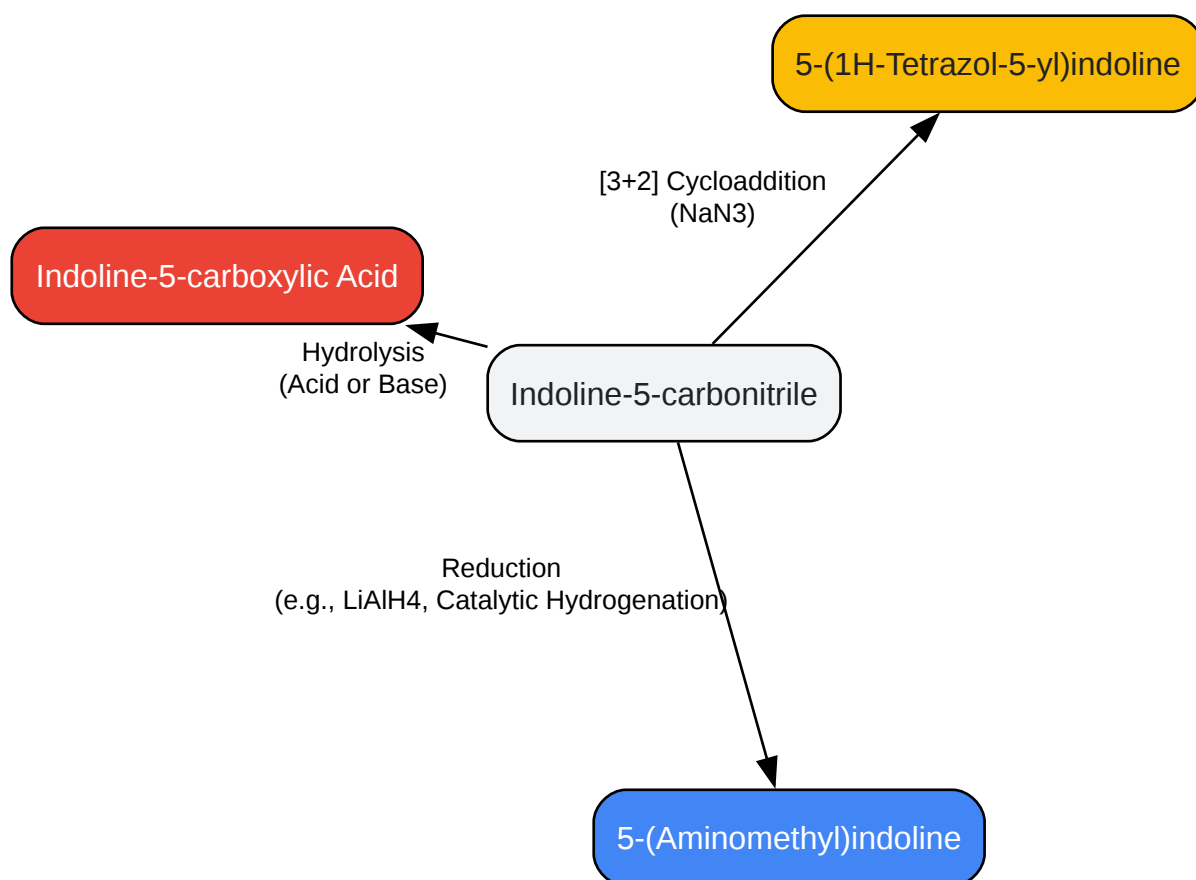 5-(1H-Tetrazol-5-yl)indoline
[3+2] Cycloaddition
(NaN3)
Indoline-5-carboxylic Acid
Hydrolysis
(Acid or Base)
Indoline-5-carbonitrile
Reduction
(e.g., LiAlH4, Catalytic Hydrogenation)
5-(Aminomethyl)indoline